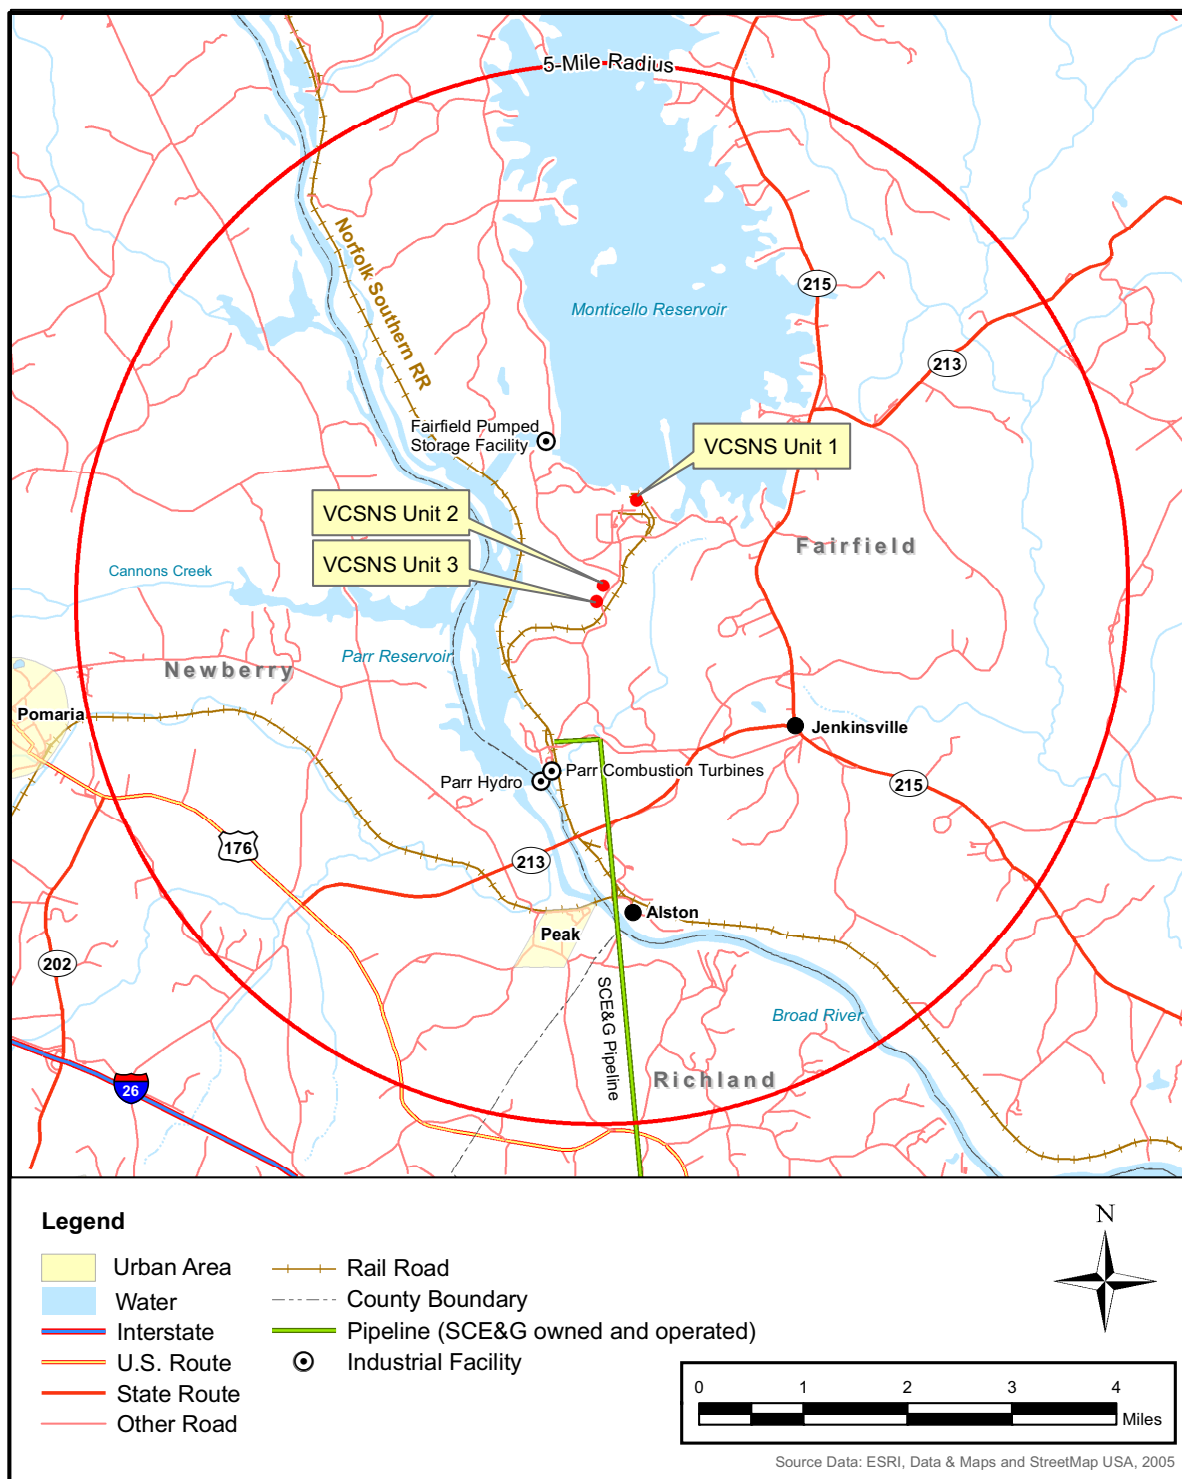 5-Mile Radius
Norfolk Southern RR
215
Monticello Reservoir
213
Fairfield Pumped
Storage Facility
VCSNS Unit 1
VCSNS Unit 2
Fairfield
VCSNS Unit 3
Cannons Creek
Parr Reservoir
Newberry
Pomaria
Jenkinsville
Parr Combustion Turbines
Parr Hydro
215
176
213
Alston
Peak
202
SCE&G Pipeline
Broad River
Richland
26
Legend
Urban Area
Water
Interstate
U.S. Route
State Route
Other Road
Rail Road
County Boundary
Pipeline (SCE&G owned and operated)
Industrial Facility
N
0 1 2 3 4
Miles
Source Data: ESRI, Data & Maps and StreetMap USA, 2005